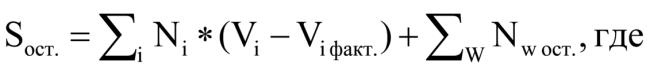 Sост. = ∑i Ni * (Vi − Vi факт.) + ∑W Nw ост., где